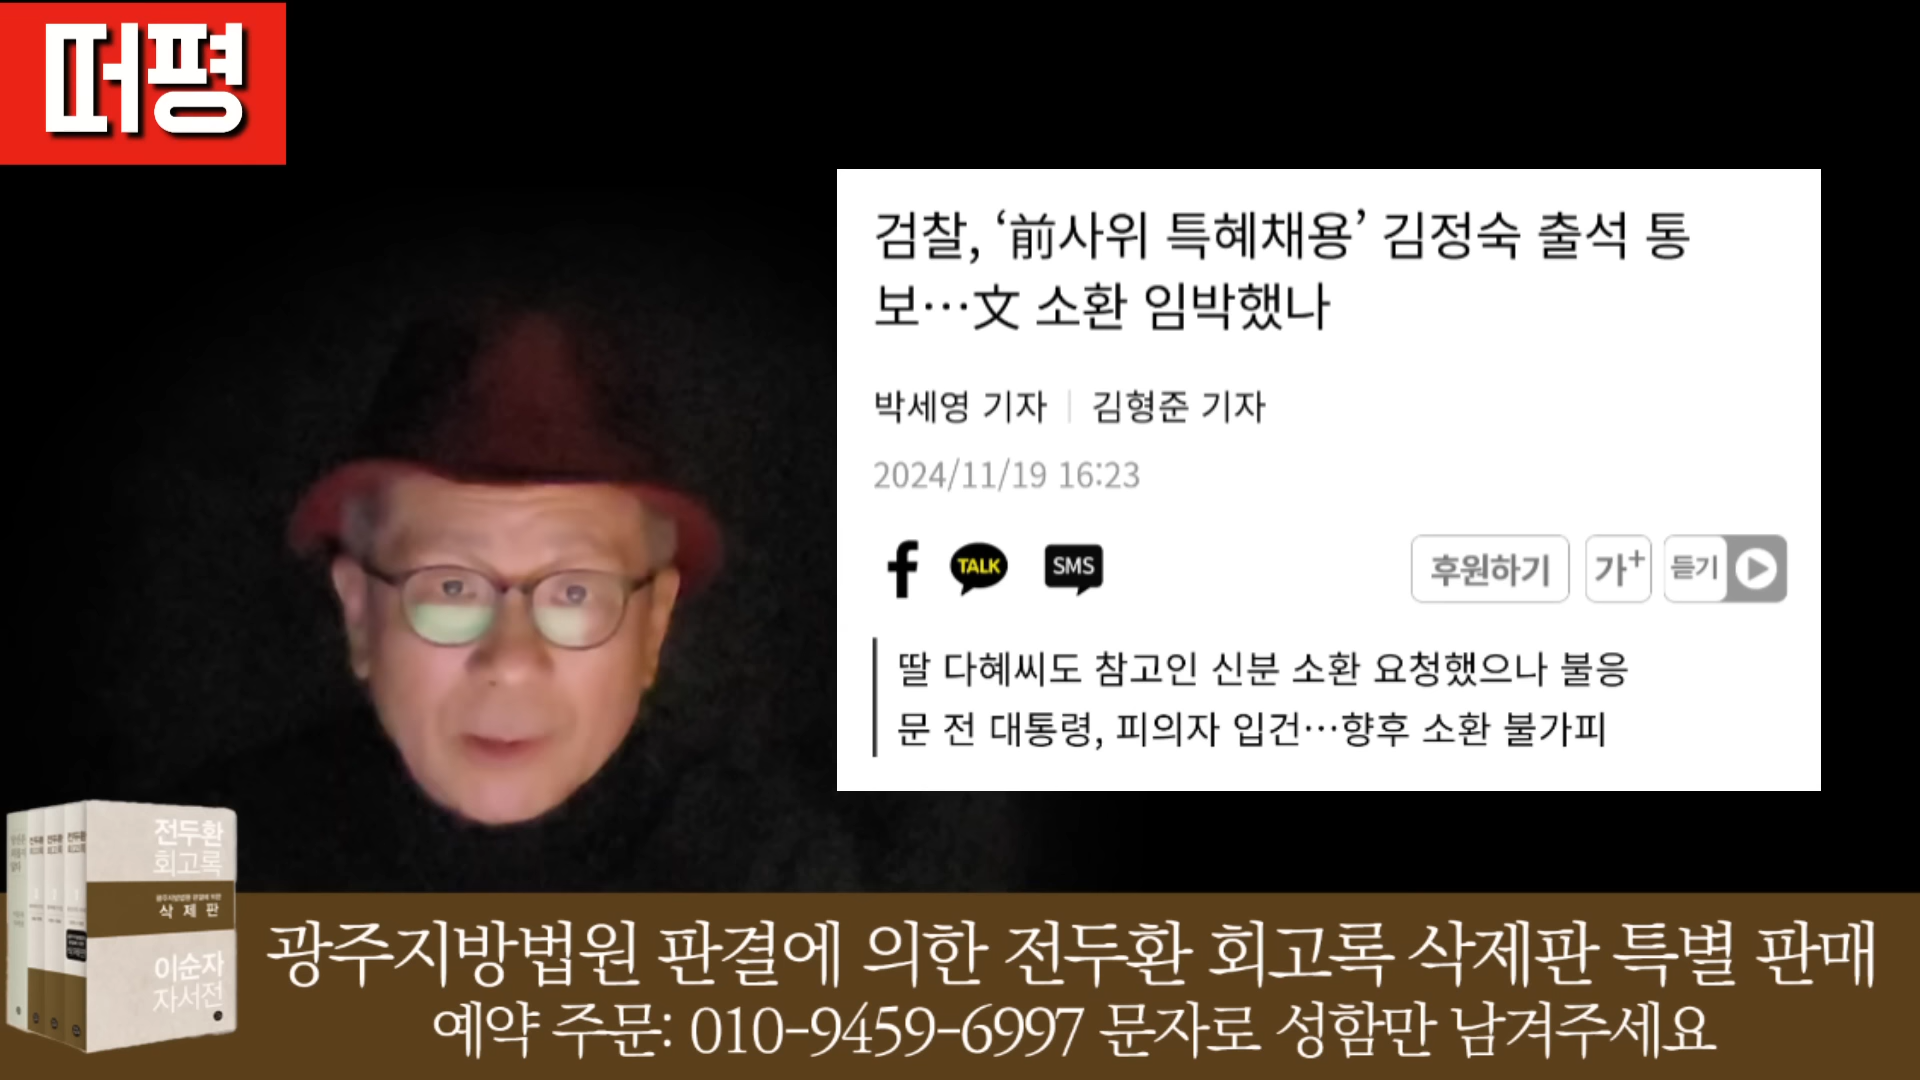 떠평
검찰, ‘前사위 특혜채용’ 김정숙 출석 통
보…文 소환 임박했나
박세영 기자 | 김형준 기자
2024/11/19 16:23
f TALK SMS 후원하기 가+ 듣기
딸 다혜씨도 참고인 신분 소환 요청했으나 불응
문 전 대통령, 피의자 입건…향후 소환 불가피
전두환
회고록
삭제판
이순자
자서전
광주지방법원 판결에 의한 전두환 회고록 삭제판 특별 판매
예약 주문: 010-9459-6997 문자로 성함만 남겨주세요